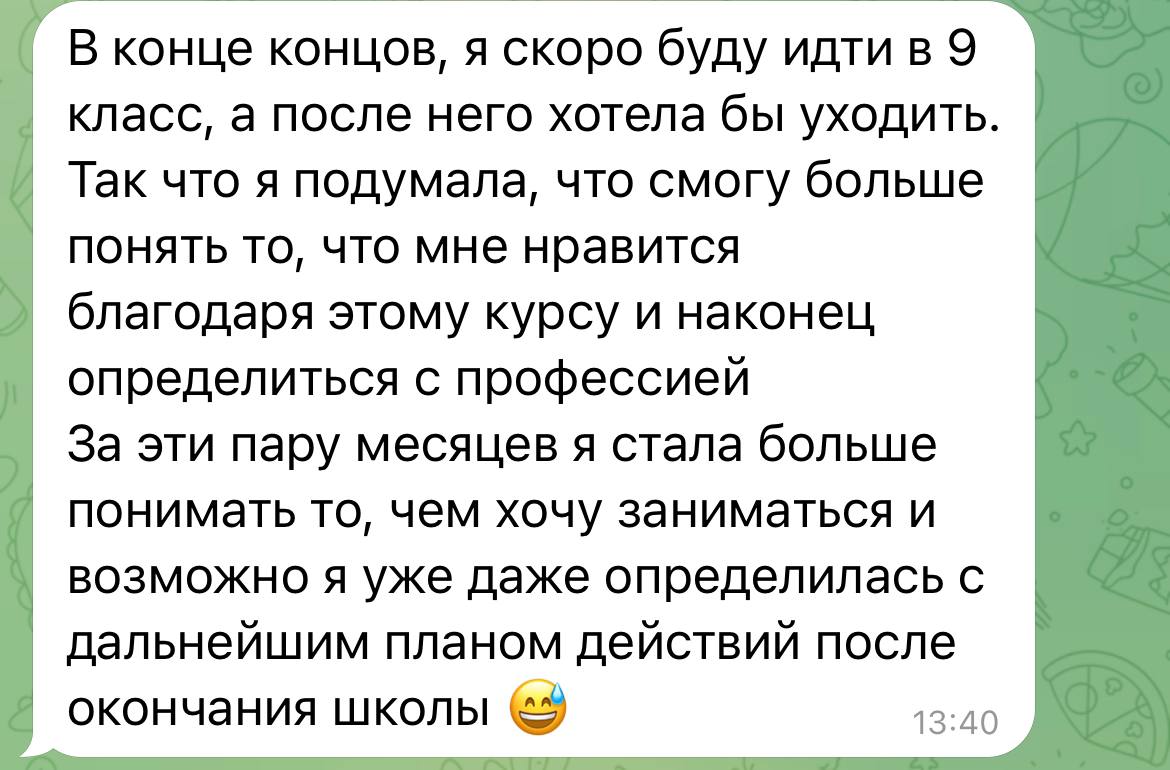 В конце концов, я скоро буду идти в 9
класс, а после него хотела бы уходить.
Так что я подумала, что смогу больше
понять то, что мне нравится
благодаря этому курсу и наконец
определиться с профессией
За эти пару месяцев я стала больше
понимать то, чем хочу заниматься и
возможно я уже даже определилась с
дальнейшим планом действий после
окончания школы 😅
13:40